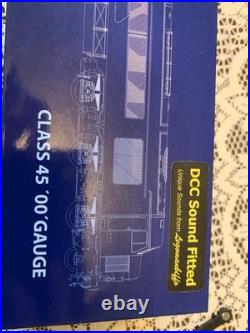 CLASS 45 '00' GAUGE
DCC Sound Fitted
Unique Sounds from Legomanbiffo